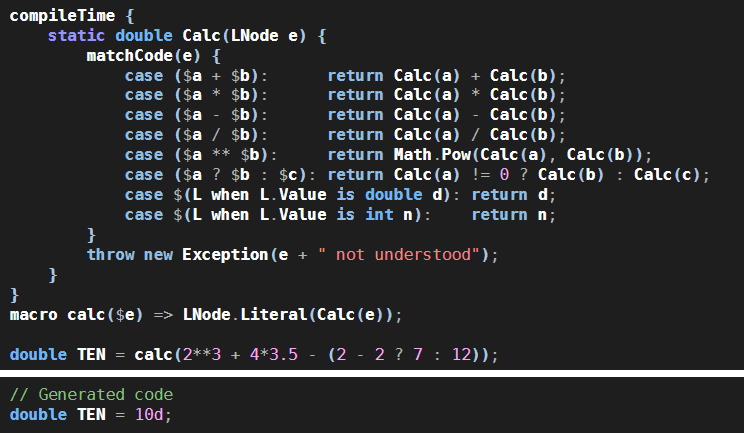 compileTime {
    static double Calc(LNode e) {
        matchCode(e) {
            case ($a + $b):      return Calc(a) + Calc(b);
            case ($a * $b):      return Calc(a) * Calc(b);
            case ($a - $b):      return Calc(a) - Calc(b);
            case ($a / $b):      return Calc(a) / Calc(b);
            case ($a ** $b):     return Math.Pow(Calc(a), Calc(b));
            case ($a ? $b : $c): return Calc(a) != 0 ? Calc(b) : Calc(c);
            case $(L when L.Value is double d): return d;
            case $(L when L.Value is int n):    return n;
        }
        throw new Exception(e + " not understood");
    }
}
macro calc($e) => LNode.Literal(Calc(e));

double TEN = calc(2**3 + 4*3.5 - (2 - 2 ? 7 : 12));
// Generated code
double TEN = 10d;